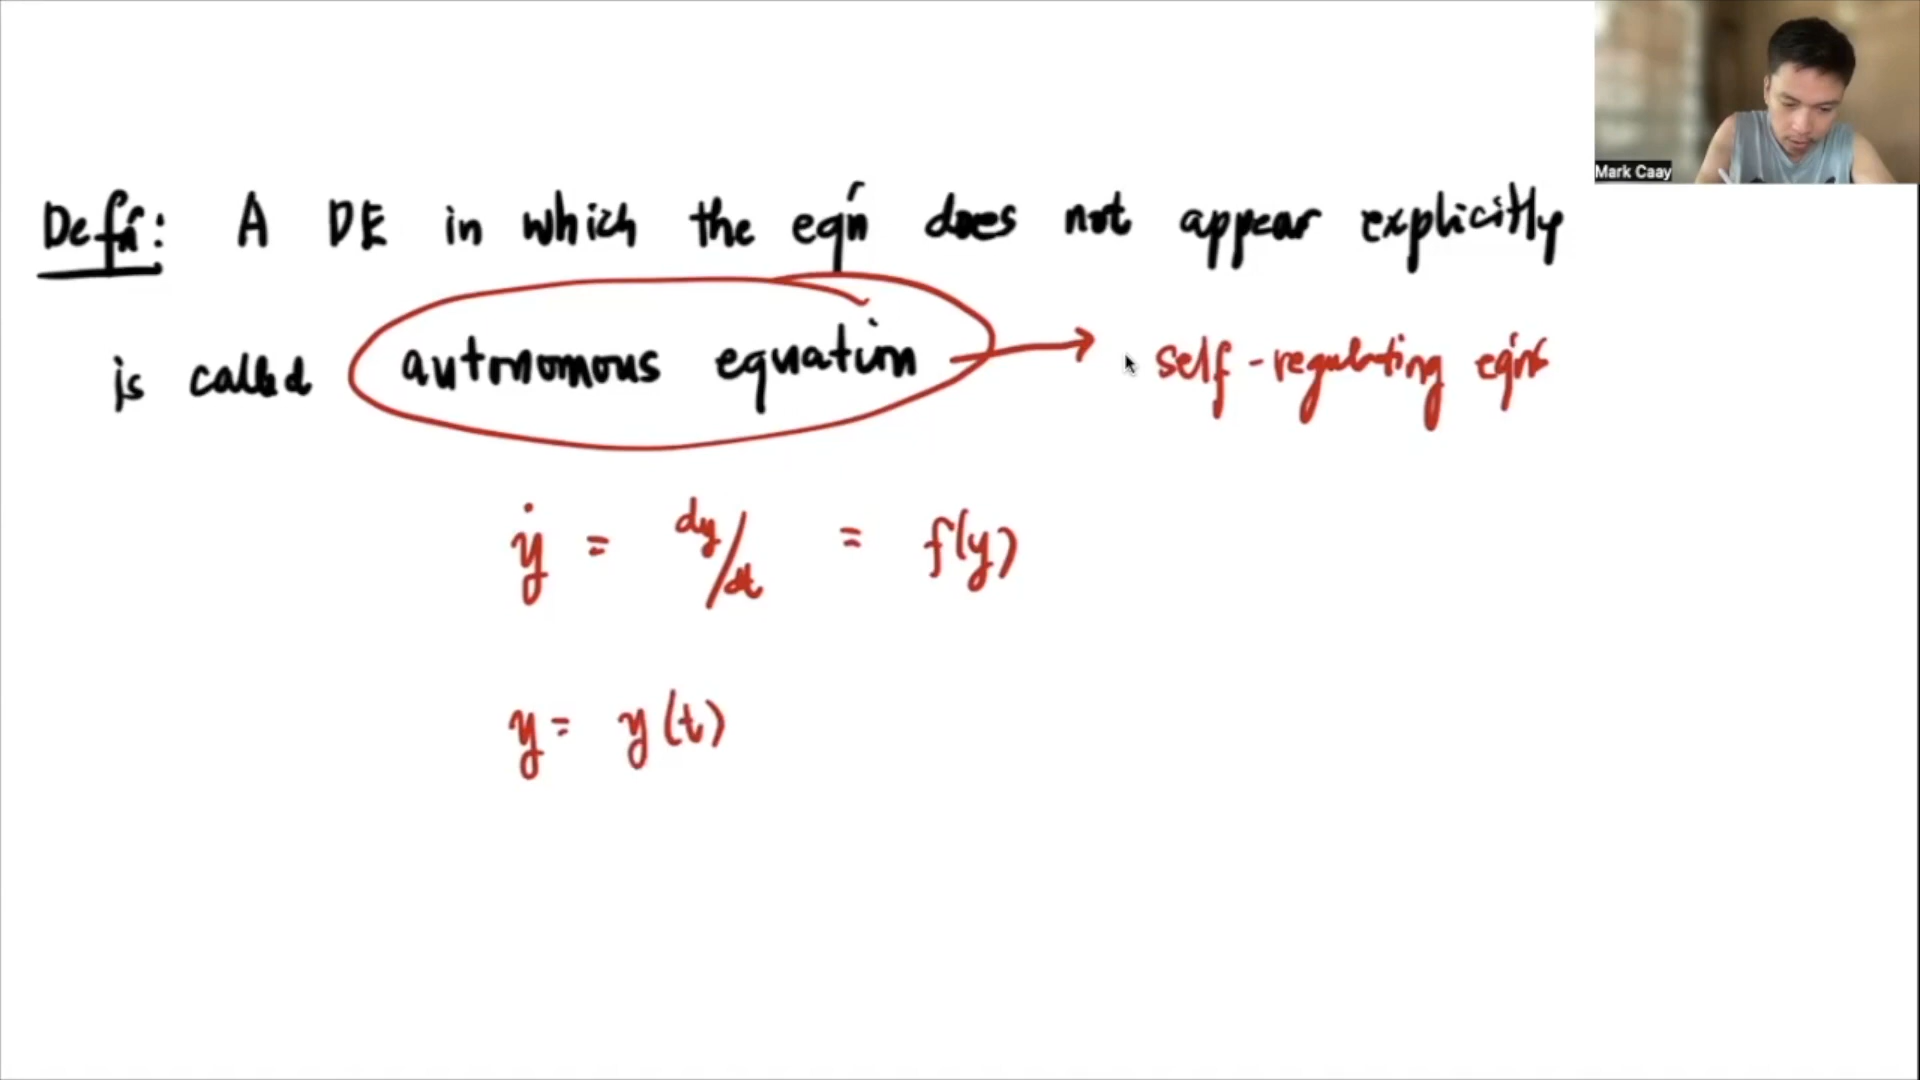 Mark Caay
Defn: A DE in which the eqn does not appear explicitly
is called autonomous equation → self-regulating eqn
ẏ = dy/dt = f(y)
y = y(t)